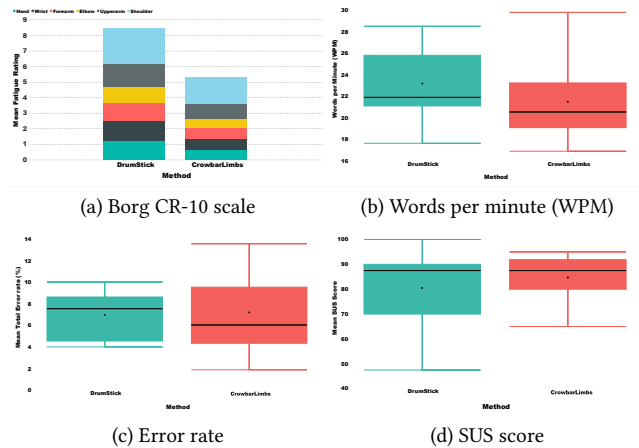 Hand Wrist Forearm Elbow Upperarm Shoulder
Mean Fatigue Rating
9
8
7
6
5
4
3
2
1
0
DrumStick CrowbarLimbs
Method
(a) Borg CR-10 scale
Words per Minute (WPM)
30
28
26
24
22
20
18
16
DrumStick CrowbarLimbs
Method
(b) Words per minute (WPM)
Mean Total Error rate (%)
14
12
10
8
6
4
2
0
DrumStick CrowbarLimbs
Method
(c) Error rate
Mean SUS Score
100
90
80
70
60
50
40
DrumStick CrowbarLimbs
Method
(d) SUS score